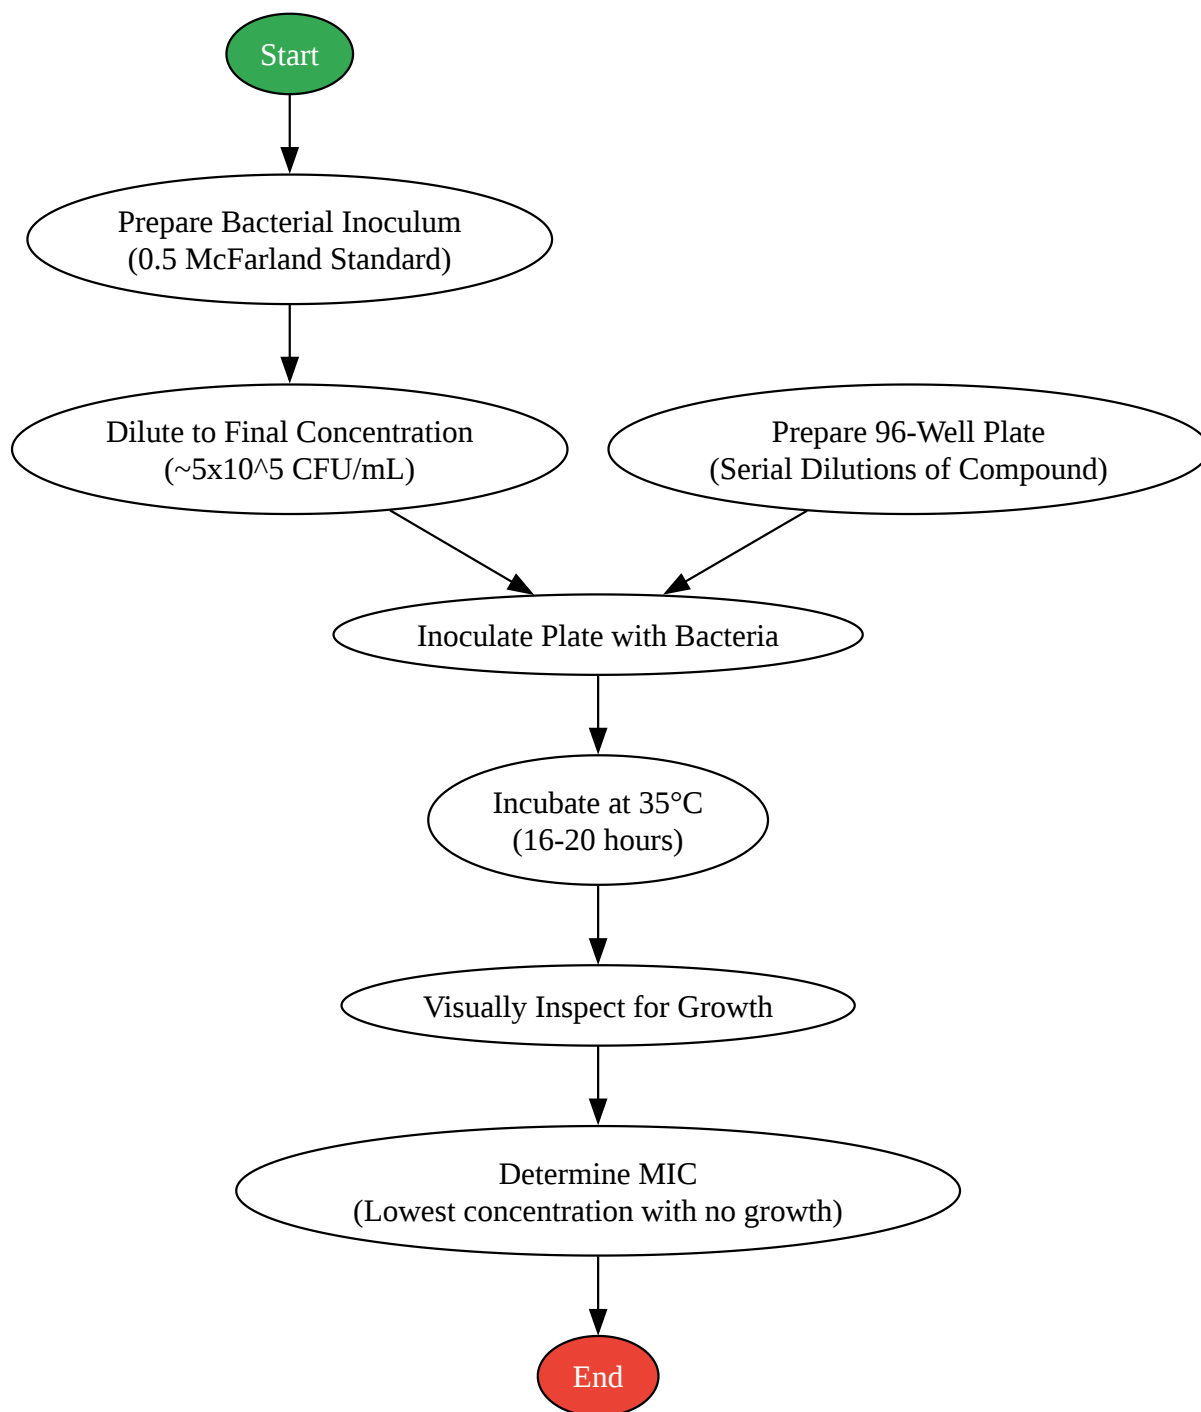 Start
Prepare Bacterial Inoculum
(0.5 McFarland Standard)
Dilute to Final Concentration
(~5x10^5 CFU/mL)
Prepare 96-Well Plate
(Serial Dilutions of Compound)
Inoculate Plate with Bacteria
Incubate at 35°C
(16-20 hours)
Visually Inspect for Growth
Determine MIC
(Lowest concentration with no growth)
End